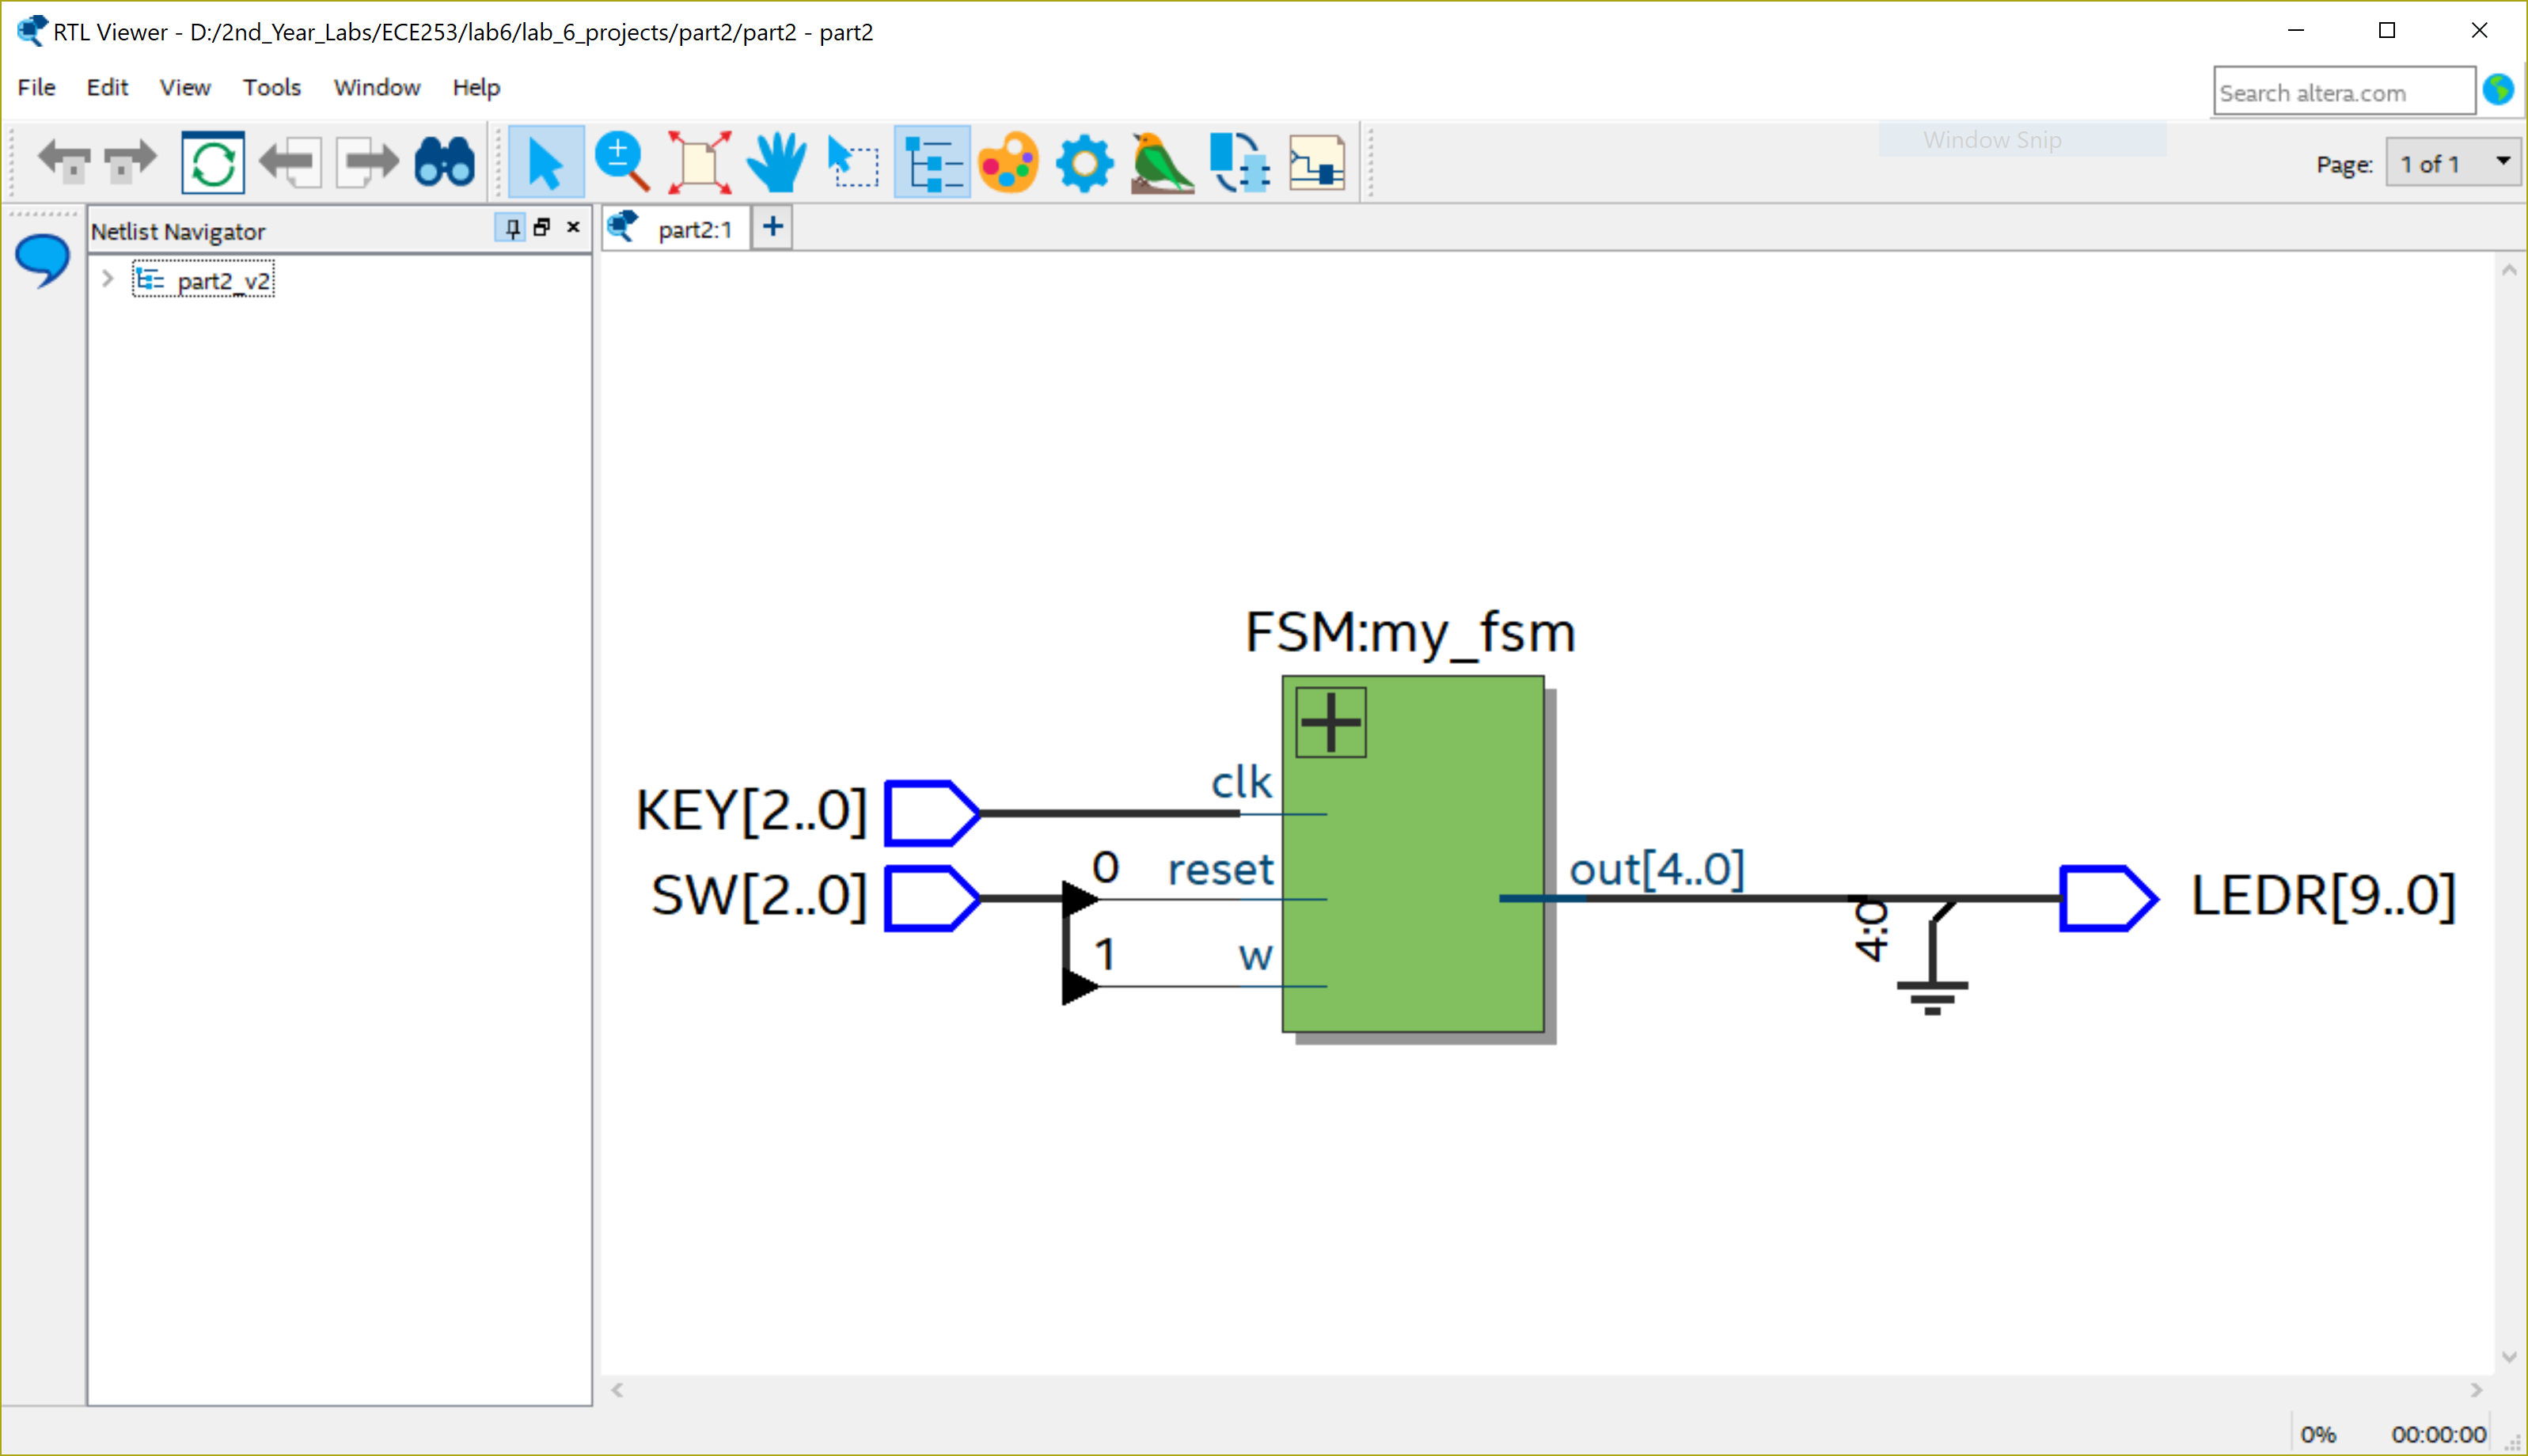 RTL Viewer - D:/2nd_Year_Labs/ECE253/lab6/lab_6_projects/part2/part2 - part2
File Edit View Tools Window Help
Search altera.com
Window Snip
Page: 1 of 1
Netlist Navigator
part2:1
part2_v2
FSM:my_fsm
clk
KEY[2..0]
0 reset
out[4..0]
SW[2..0]
4:0
LEDR[9..0]
1 w
0% 00:00:00